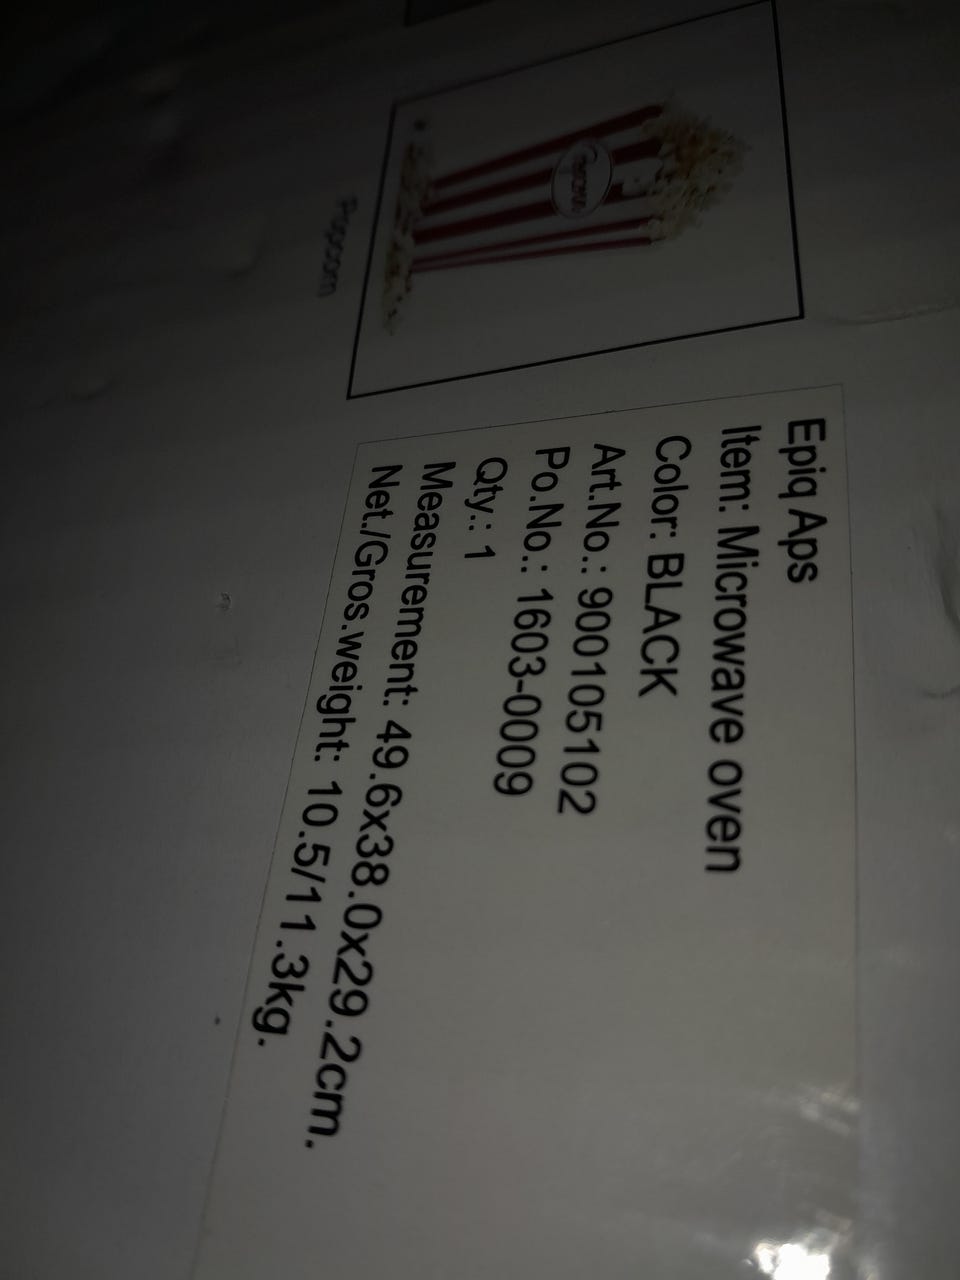 Popcorn
Epiq Aps
Item: Microwave oven
Color: BLACK
Art.No.: 900105102
Po.No.: 1603-0009
Qty.: 1
Measurement: 49.6x38.0x29.2cm.
Net./Gros.weight: 10.5/11.3kg.